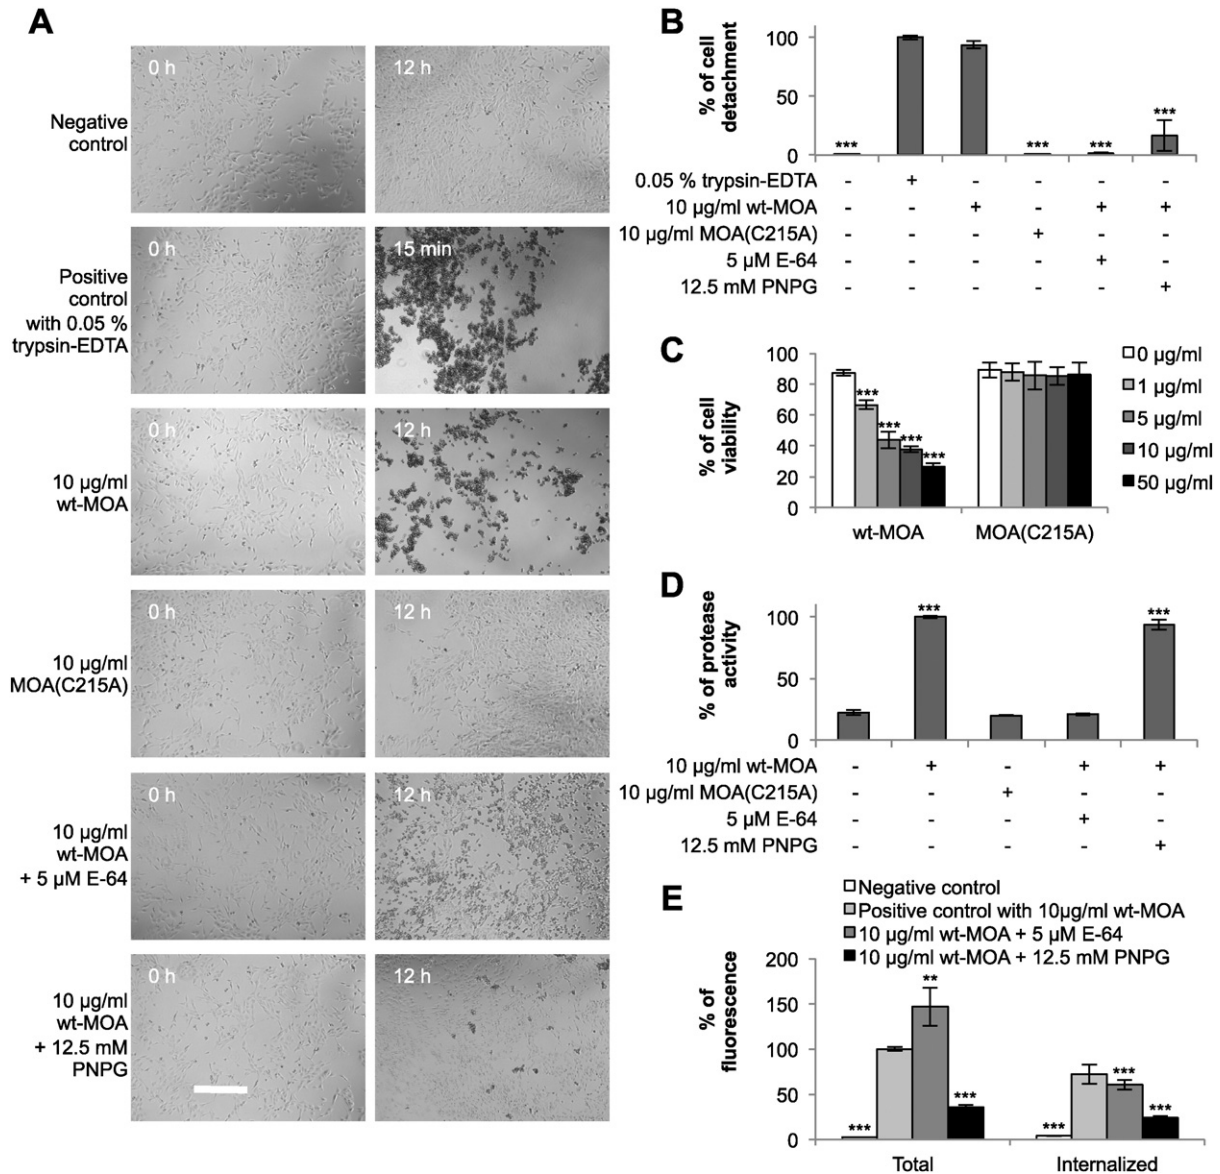 A
Negative
control
0 h
12 h
Positive
control
with 0.05 %
trypsin-EDTA
0 h
15 min
10 µg/ml
wt-MOA
0 h
12 h
10 µg/ml
MOA(C215A)
0 h
12 h
10 µg/ml
wt-MOA
+ 5 µM E-64
0 h
12 h
10 µg/ml
wt-MOA
+ 12.5 mM
PNPG
0 h
12 h
B
% of cell
detachment
100
50
0
*** *** *** ***
0.05 % trypsin-EDTA - + - - - -
10 µg/ml wt-MOA - - + - + +
10 µg/ml MOA(C215A) - - - + - -
5 µM E-64 - - - - + -
12.5 mM PNPG - - - - - +
C
% of cell
viability
100
80
60
40
20
0
*** *** *** ***
wt-MOA MOA(C215A)
0 µg/ml
1 µg/ml
5 µg/ml
10 µg/ml
50 µg/ml
D
% of protease
activity
100
50
0
*** ***
10 µg/ml wt-MOA - + - + +
10 µg/ml MOA(C215A) - - + - -
5 µM E-64 - - - + -
12.5 mM PNPG - - - - +
E
Negative control
Positive control with 10µg/ml wt-MOA
10 µg/ml wt-MOA + 5 µM E-64
10 µg/ml wt-MOA + 12.5 mM PNPG
% of
fluorescence
200
150
100
50
0
*** ** *** *** *** ***
Total Internalized